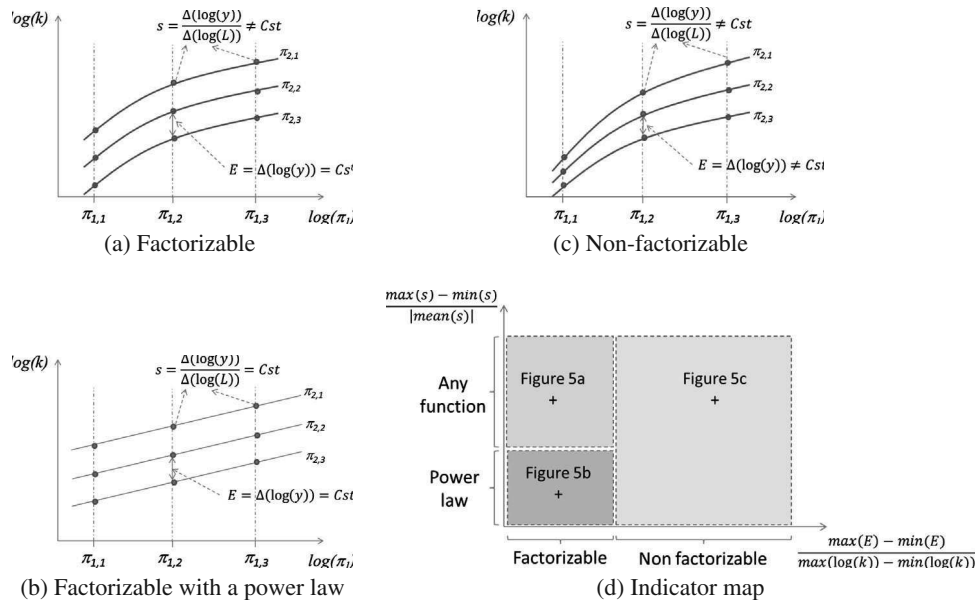 log(k)
s = Δ(log(y)) / Δ(log(L)) ≠ Cst
π2,1
π2,2
π2,3
E = Δ(log(y)) = Cs
π1,1 π1,2 π1,3 log(π1)
(a) Factorizable
log(k)
s = Δ(log(y)) / Δ(log(L)) ≠ Cst
π2,1
π2,2
π2,3
E = Δ(log(y)) ≠ Cst
π1,1 π1,2 π1,3 log(π1)
(c) Non-factorizable
log(k)
s = Δ(log(y)) / Δ(log(L)) = Cst
π2,1
π2,2
π2,3
E = Δ(log(y)) = Cst
π1,1 π1,2 π1,3 log(π1)
(b) Factorizable with a power law
max(s) − min(s)
|mean(s)|
Any function
Figure 5a
+
Figure 5c
+
Power law
Figure 5b
+
Factorizable Non factorizable
max(E) − min(E)
max(log(k)) − min(log(k))
(d) Indicator map